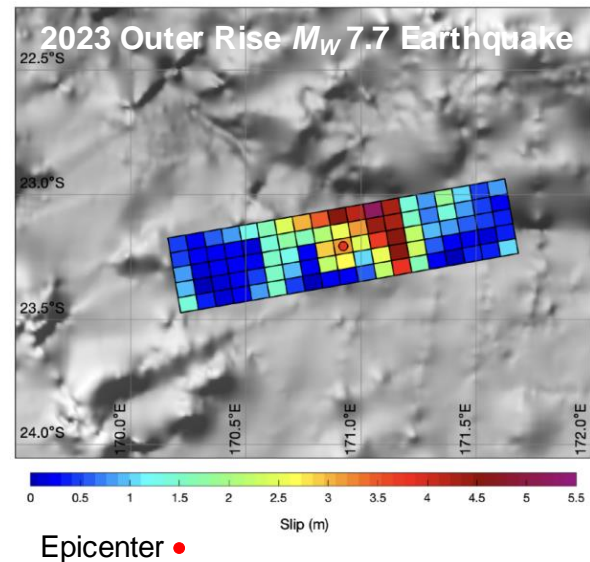 2023 Outer Rise MW 7.7 Earthquake
22.5°S
23.0°S
23.5°S
24.0°S
170.0°E
170.5°E
171.0°E
171.5°E
172.0°E
0 0.5 1 1.5 2 2.5 3 3.5 4 4.5 5 5.5
Slip (m)
Epicenter